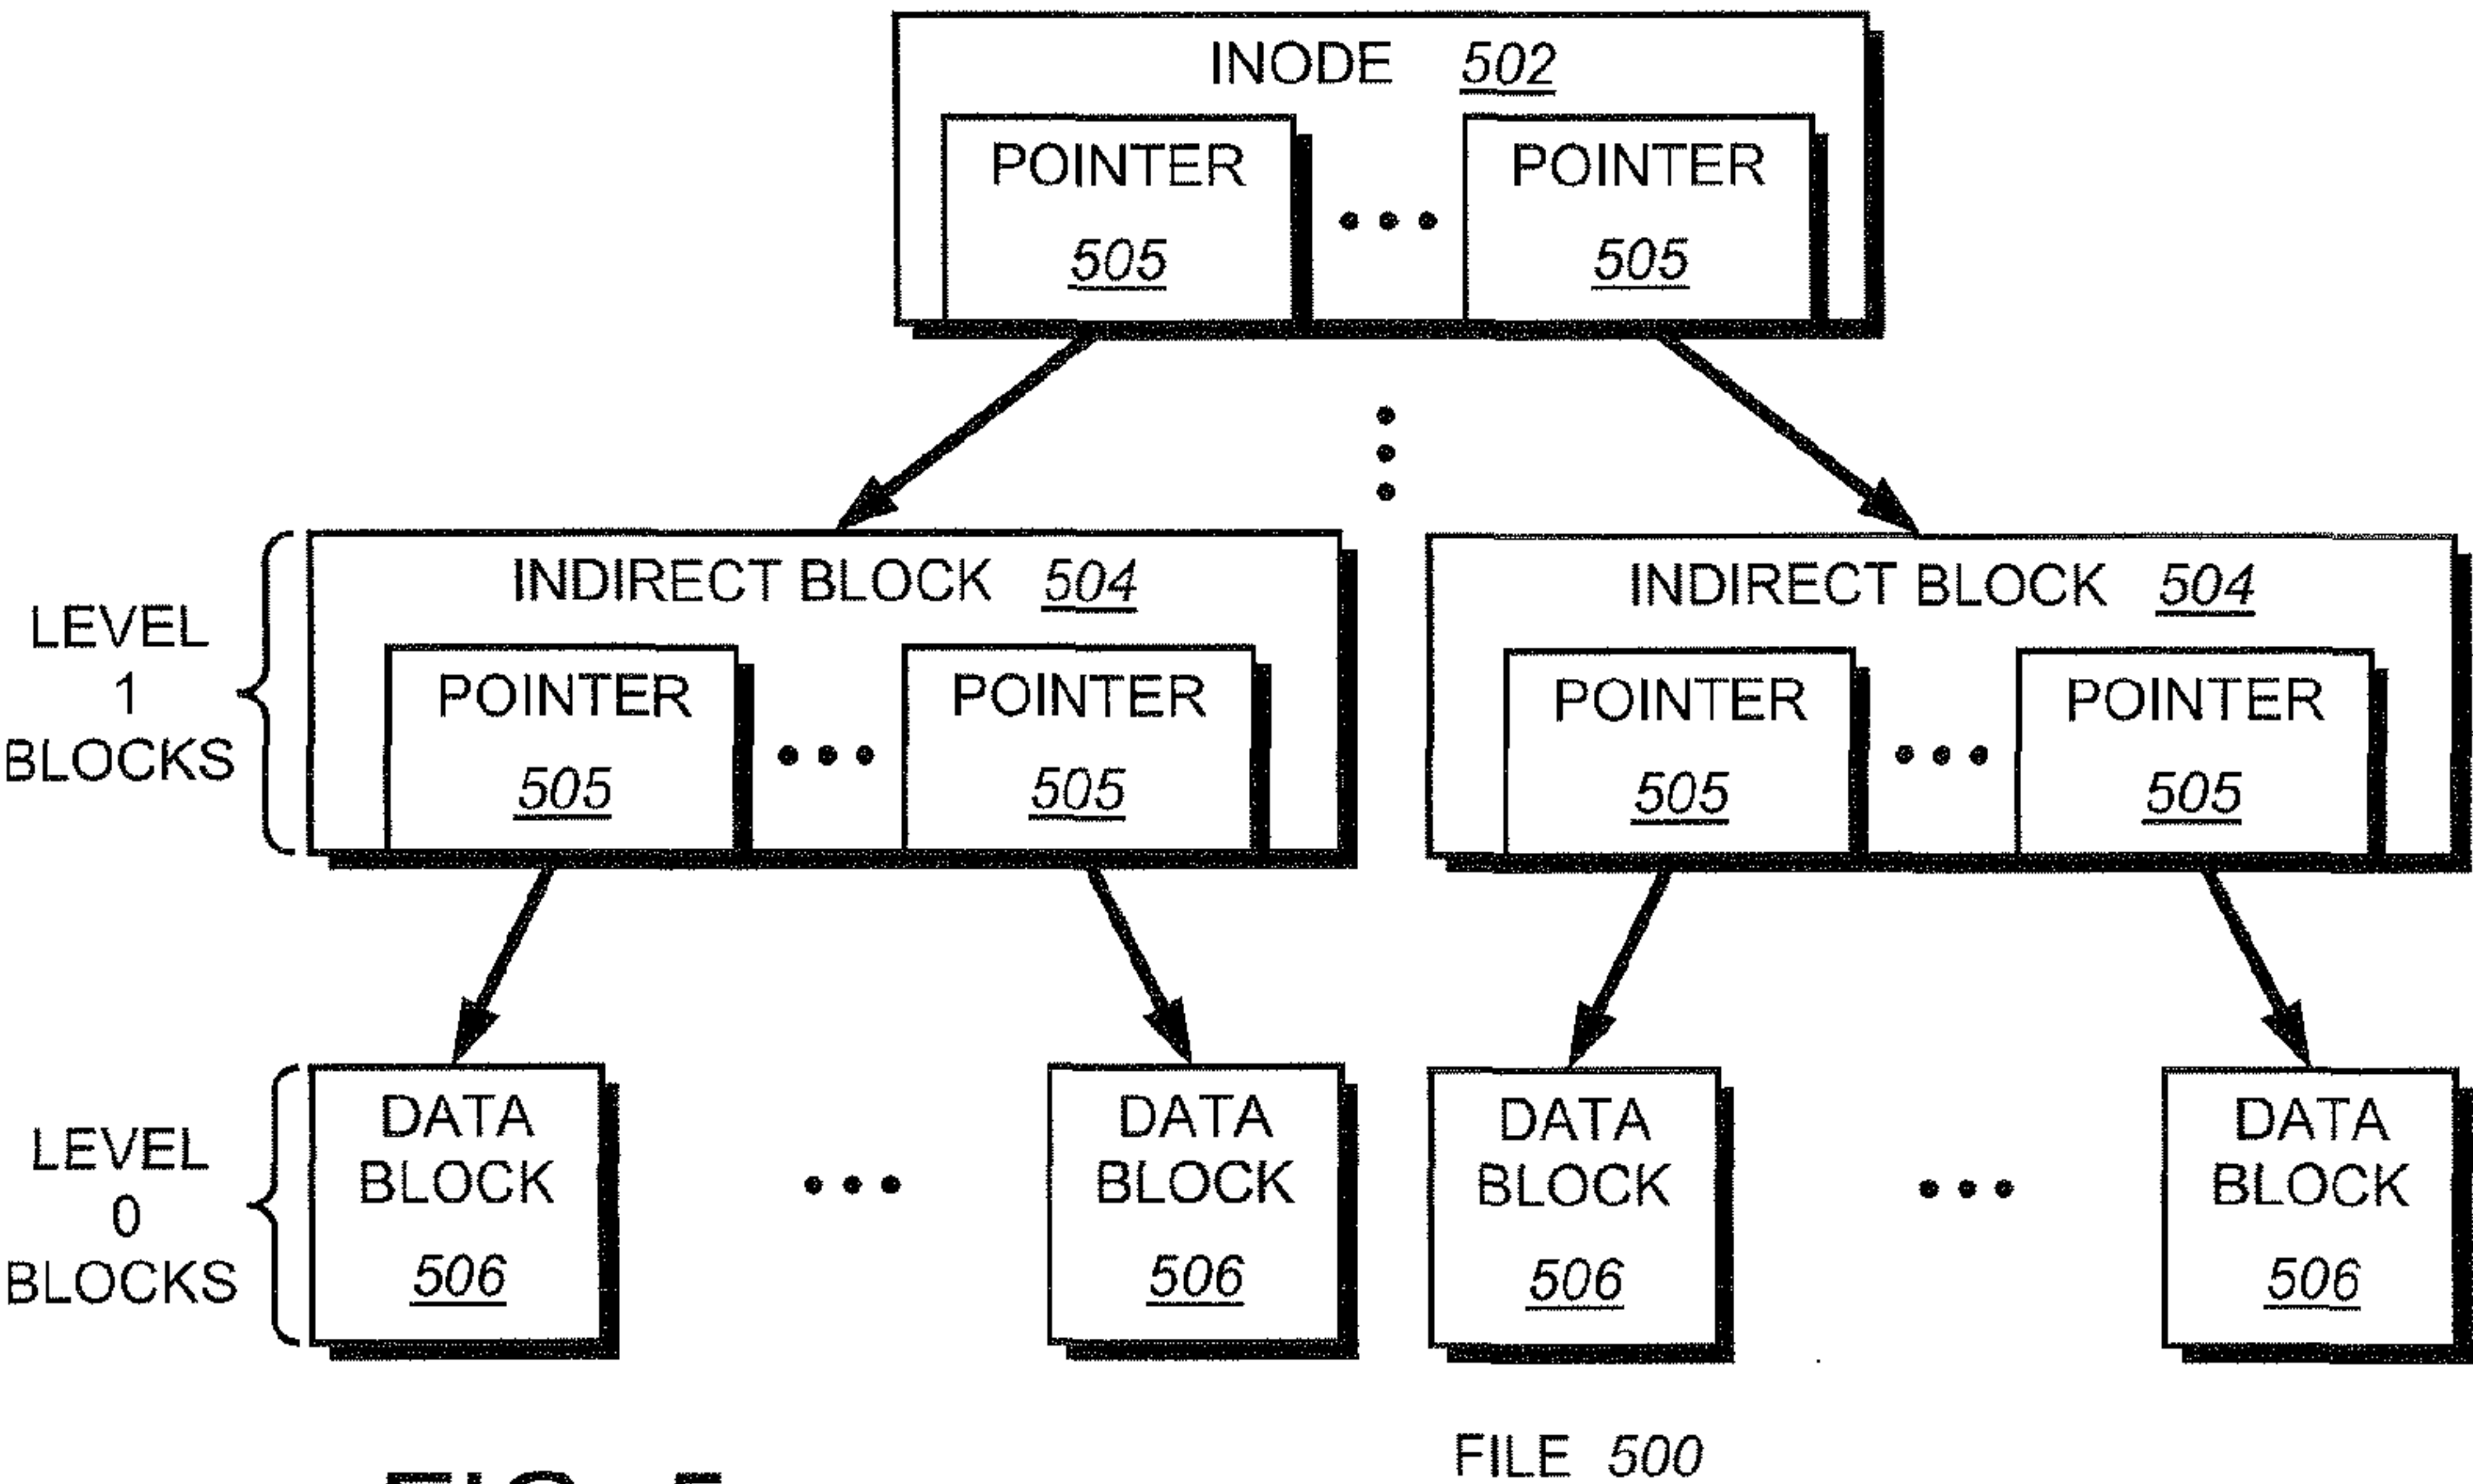 INODE 502
POINTER POINTER
505 505
INDIRECT BLOCK 504 INDIRECT BLOCK 504
LEVEL
1
BLOCKS
POINTER POINTER POINTER POINTER
505 505 505 505
LEVEL
0
BLOCKS
DATA DATA DATA DATA
BLOCK BLOCK BLOCK BLOCK
506 506 506 506
FILE 500